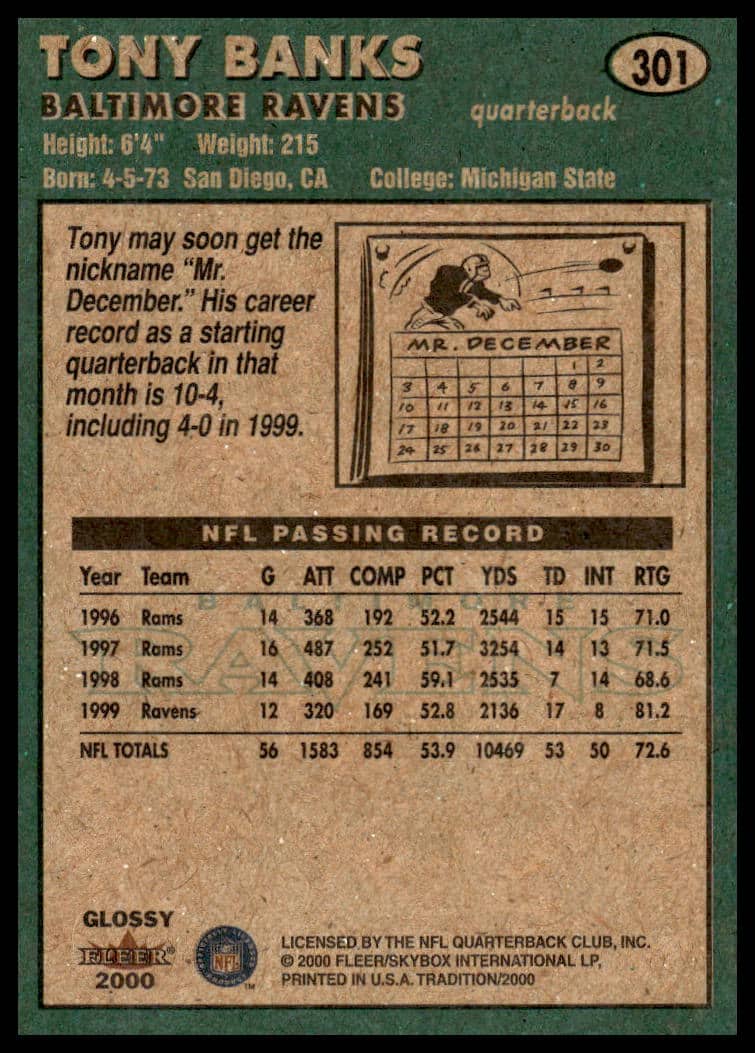 TONY BANKS
301
BALTIMORE RAVENS
quarterback
Height: 6'4" Weight: 215
Born: 4-5-73 San Diego, CA College: Michigan State
Tony may soon get the
nickname "Mr.
December." His career
record as a starting
quarterback in that
month is 10-4,
including 4-0 in 1999.
MR. DECEMBER
1 2
3 4 5 6 7 8 9
10 11 12 13 14 15 16
17 18 19 20 21 22 23
24 25 26 27 28 29 30
NFL PASSING RECORD
Year Team G ATT COMP PCT YDS TD INT RTG
BALTIMORE
1996 Rams 14 368 192 52.2 2544 15 15 71.0
1997 Rams 16 487 252 51.7 3254 14 13 71.5
RAVENS
1998 Rams 14 408 241 59.1 2535 7 14 68.6
1999 Ravens 12 320 169 52.8 2136 17 8 81.2
NFL TOTALS 56 1583 854 53.9 10469 53 50 72.6
GLOSSY
FLEER®
2000
NFL
TM
LICENSED BY THE NFL QUARTERBACK CLUB, INC.
© 2000 FLEER/SKYBOX INTERNATIONAL LP,
PRINTED IN U.S.A. TRADITION/2000